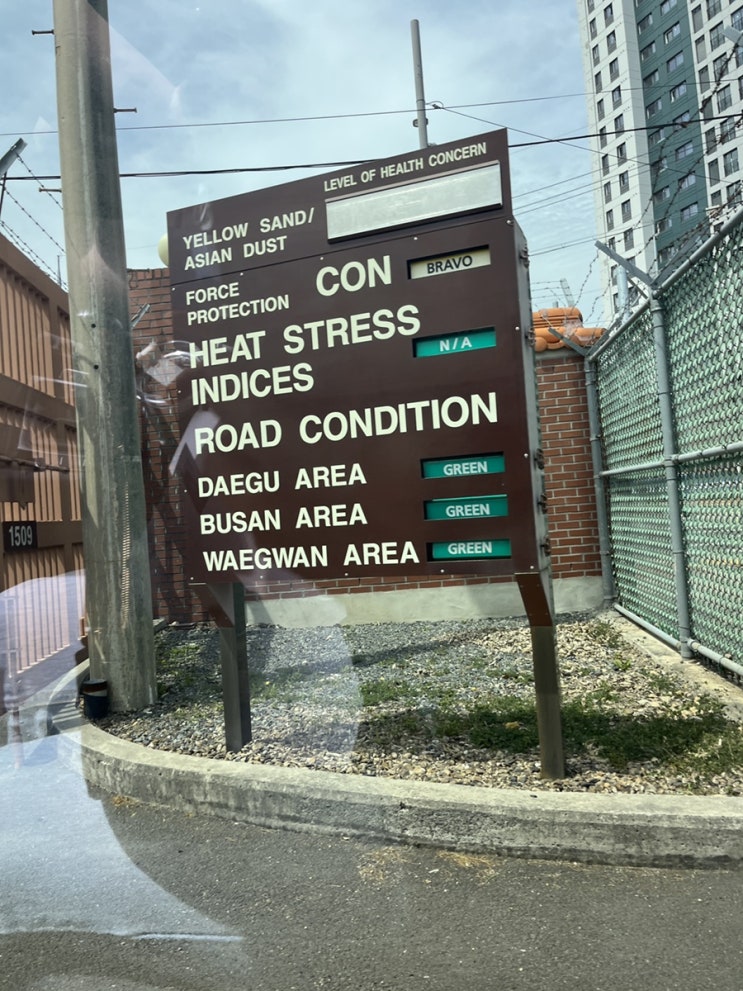 LEVEL OF HEALTH CONCERN
YELLOW SAND/
ASIAN DUST
FORCE
PROTECTION CON BRAVO
HEAT STRESS N/A
INDICES
ROAD CONDITION
DAEGU AREA GREEN
BUSAN AREA GREEN
WAEGWAN AREA GREEN
1509